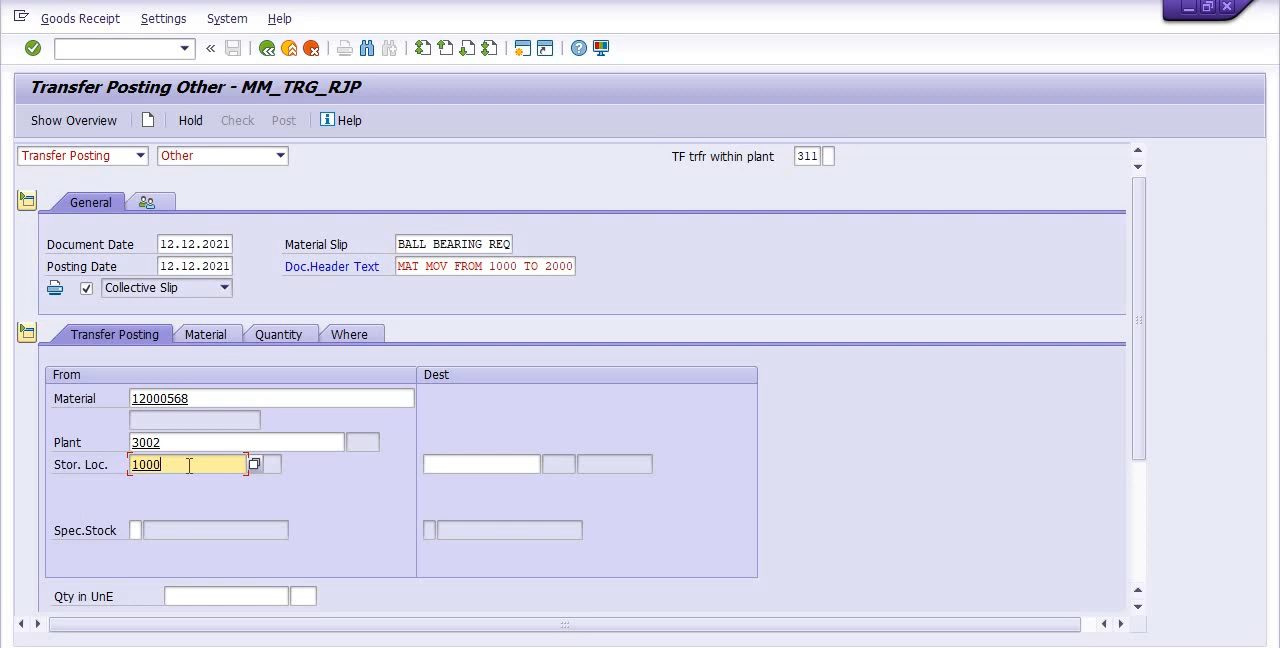 Goods Receipt Settings System Help
Transfer Posting Other - MM_TRG_RJP
Show Overview Hold Check Post Help
Transfer Posting Other TF trfr within plant 311
General
Document Date 12.12.2021 Material Slip BALL BEARING REQ
Posting Date 12.12.2021 Doc.Header Text MAT MOV FROM 1000 TO 2000
Collective Slip
Transfer Posting Material Quantity Where
From Dest
Material 12000568
Plant 3002
Stor. Loc. 1000
Spec.Stock
Qty in UnE